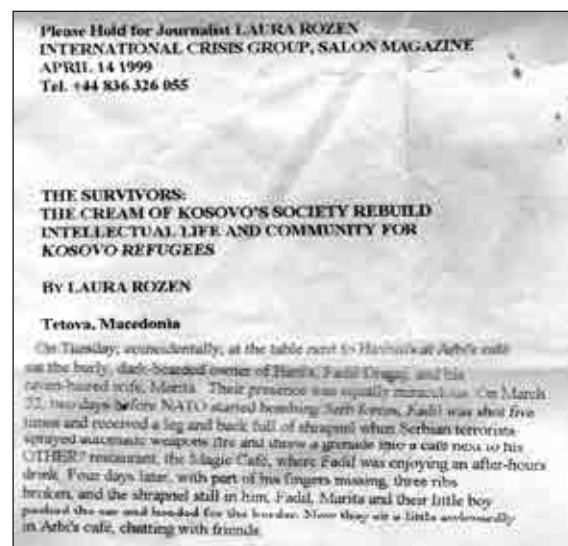 Please Hold for Journalist LAURA ROZEN
INTERNATIONAL CRISIS GROUP, SALON MAGAZINE
APRIL 14 1999
Tel. +44 836 326 055
THE SURVIVORS:
THE CREAM OF KOSOVO'S SOCIETY REBUILD
INTELLECTUAL LIFE AND COMMUNITY FOR
KOSOVO REFUGEES
BY LAURA ROZEN
Tetova, Macedonia
On Tuesday, coincidentally, at the table next to at Arbi's café
sat the burly, dark-bearded owner of Fadil and his
raven-haired wife, Marita. Their presence was equally miraculous. On March
22, two days before NATO started bombing Serb forces, Fadil was shot five
times and received a leg and back full of shrapnel when Serbian terrorists
sprayed automatic weapons fire and threw a grenade into a café next to his
OTHER? restaurant, the Magic Café, where Fadil was enjoying an after-hours
drink. Four days later, with part of his fingers missing, three ribs
broken, and the shrapnel still in him, Fadil, Marita and their little boy
packed the car and headed for the border. Now they sit a little awkwardly
in Arbi's café, chatting with friends.